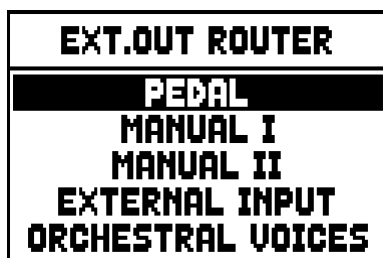 EXT.OUT ROUTER
PEDAL
MANUAL I
MANUAL II
EXTERNAL INPUT
ORCHESTRAL VOICES